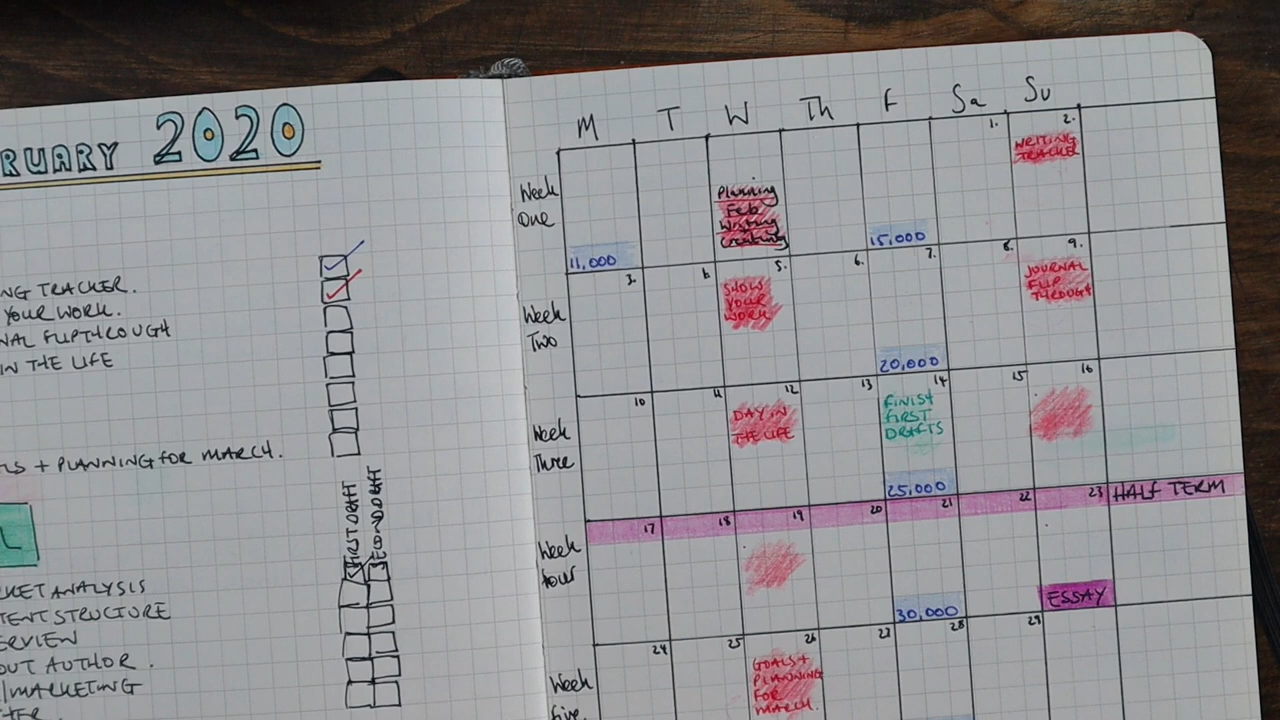 RUARY 2020
NG TRACKER.
YOUR WORK.
NAL FLIPTHROUGH
IN THE LIFE
LS + PLANNING FOR MARCH.
L
FIRST DRAFT
SECOND DRAFT
KET ANALYSIS
TENT STRUCTURE
ERVIEW
OUT AUTHOR.
/MARKETING
M T W Th F Sa Su
Week
One
1. 2.
WRITING
TRACKER
Planning
Feb
Writing
Creating
11,000 15,000
Week
Two
3. 4. 5. 6. 7. 8. 9.
SHOW
YOUR
WORK
JOURNAL
FLIP
THROUGH
20,000
Week
Three
10 11 12 13 14 15 16
DAY IN
THE LIFE
FINISH
FIRST
DRAFTS
25,000
Week
four
17 18 19 20 21 22 23 HALF TERM
30,000
ESSAY
Week
five
24 25 26 27 28 29
GOALS +
PLANNING
FOR
MARCH.